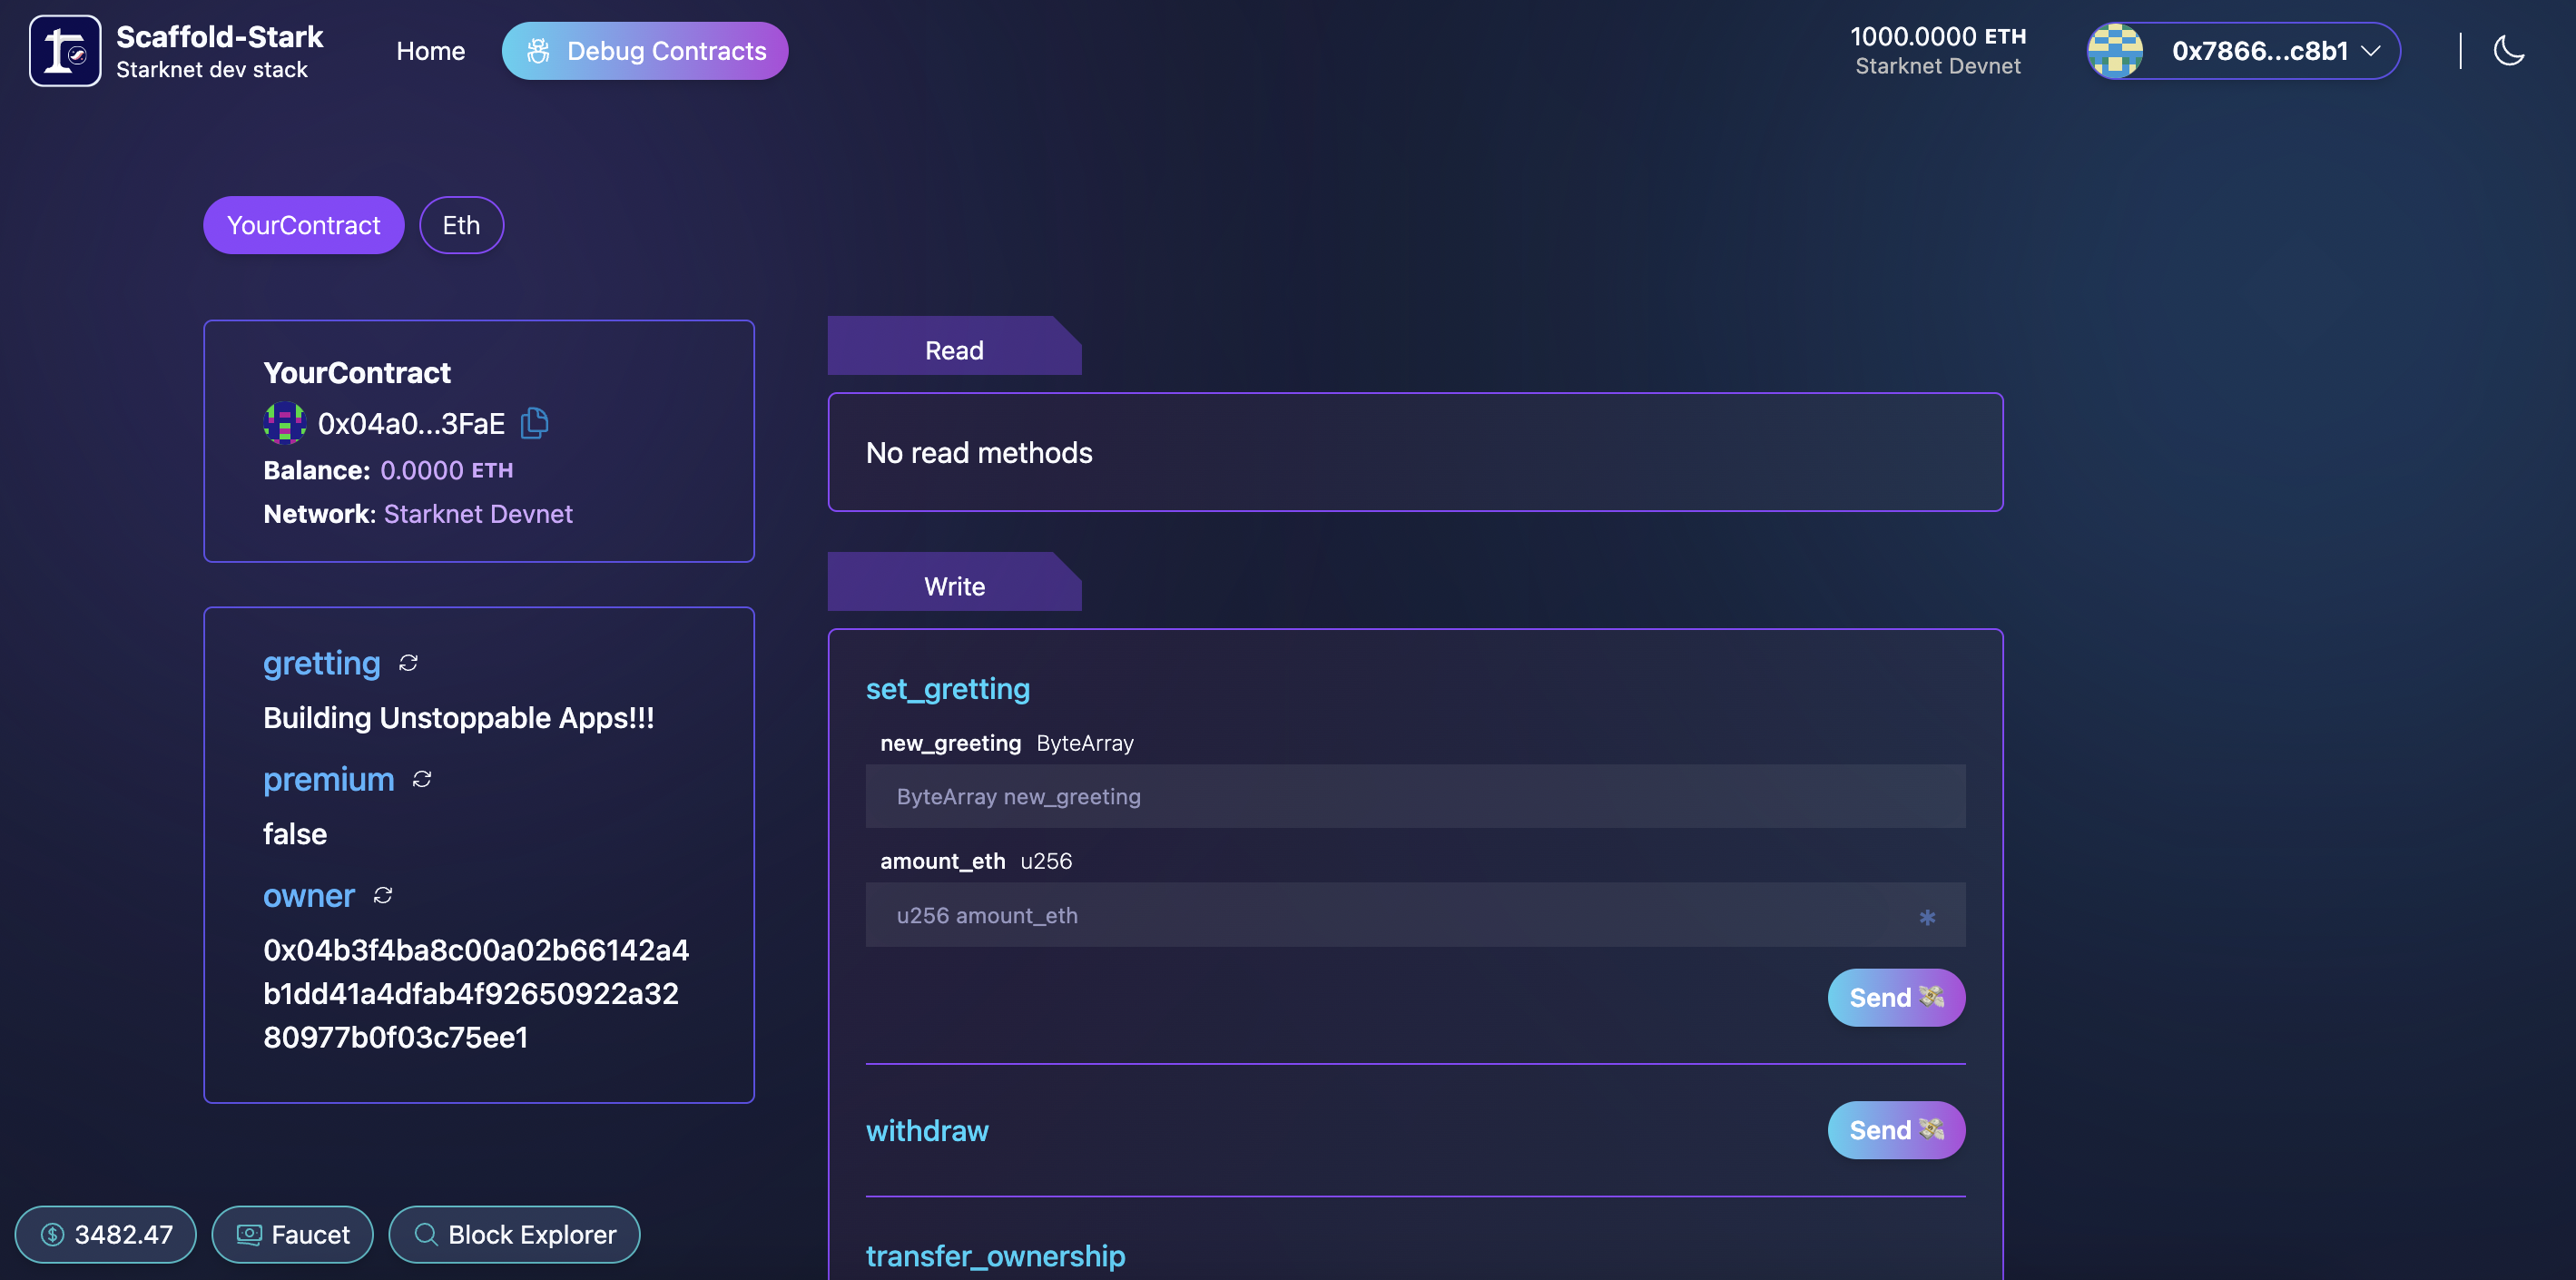 Scaffold-Stark
Starknet dev stack
Home
Debug Contracts
1000.0000 ETH
Starknet Devnet
0x7866...c8b1
YourContract
Eth
YourContract
0x04a0...3FaE
Balance: 0.0000 ETH
Network: Starknet Devnet
gretting
Building Unstoppable Apps!!!
premium
false
owner
0x04b3f4ba8c00a02b66142a4
b1dd41a4dfab4f92650922a32
80977b0f03c75ee1
Read
No read methods
Write
set_gretting
new_greeting ByteArray
ByteArray new_greeting
amount_eth u256
u256 amount_eth *
Send 💸
withdraw
Send 💸
transfer_ownership
$ 3482.47
Faucet
Block Explorer